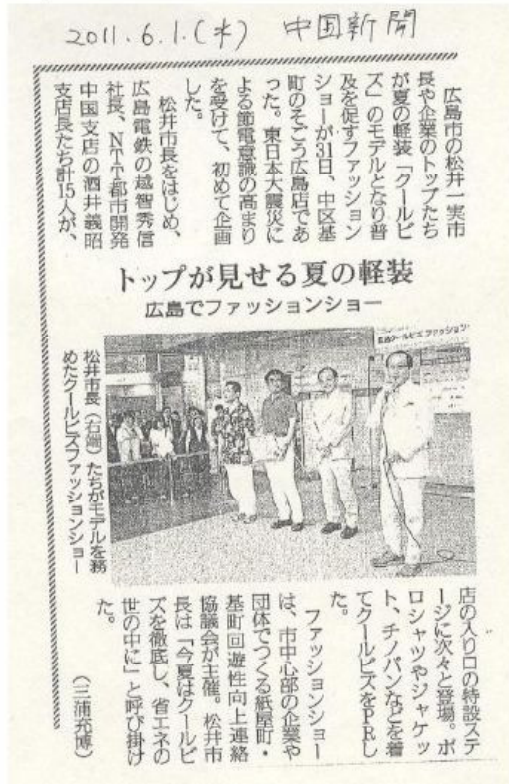 2011.6.1.(水) 中国新聞
広島市の松井一実市
長や企業のトップたち
が夏の軽装「クールビ
ズ」のモデルとなり普
及を促すファッション
ショーが31日、中区基
町のそごう広島店であ
った。東日本大震災に
よる節電意識の高まり
を受けて、初めて企画
した。
松井市長をはじめ、
広島電鉄の越智秀信
社長、NTT都市開発
中国支店の酒井義昭
支店長たち計15人が、
トップが見せる夏の軽装
広島でファッションショー
クールビズ ファッション
松井市長(右端)たちがモデルを務
めたクールビズファッションショー
店の入り口の特設ステ
ージに次々と登場。ポ
ロシャツやジャケッ
ト、チノパンなどを着
てクールビズをPRし
た。
ファッションショー
は、市中心部の企業や
団体でつくる紙屋町・
基町回遊性向上連絡
協議会が主催。松井市
長は「今夏はクールビ
ズを徹底し、省エネの
世の中に」と呼び掛け
た。
(三浦充博)